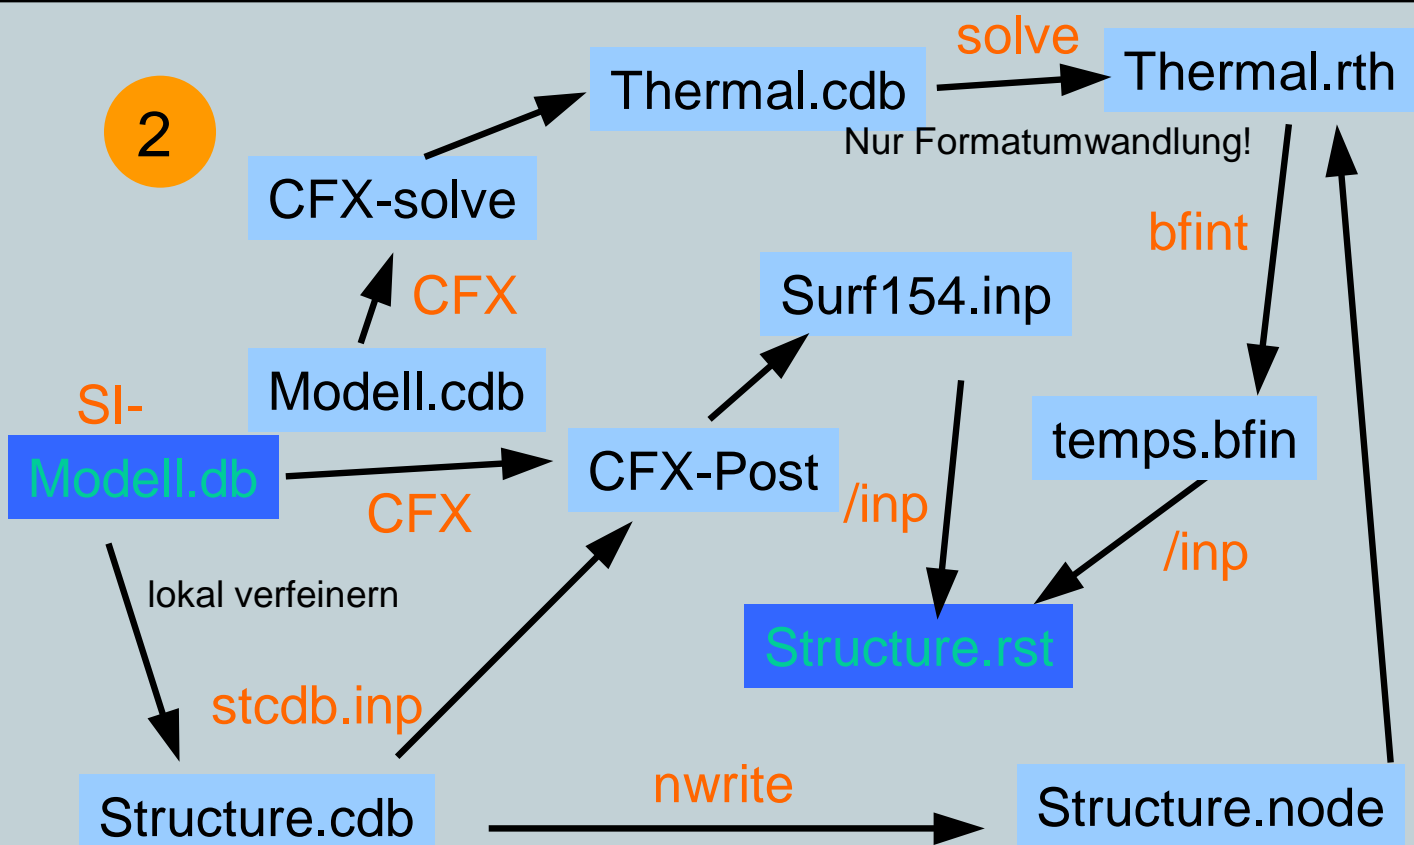 solve
Thermal.cdb
Thermal.rth
2
Nur Formatumwandlung!
CFX-solve
bfint
CFX
Surf154.inp
Modell.cdb
SI-
Modell.db
temps.bfin
CFX-Post
CFX
/inp
/inp
lokal verfeinern
Structure.rst
stcdb.inp
nwrite
Structure.cdb
Structure.node